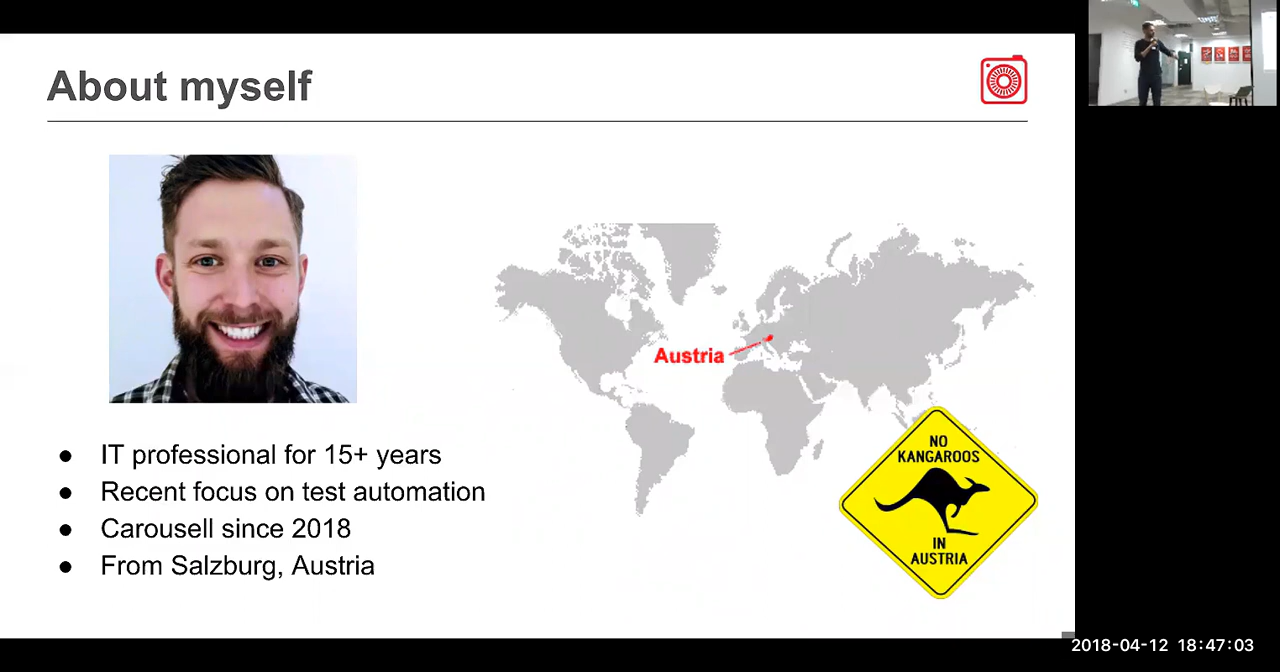 About myself
Austria
IT professional for 15+ years
Recent focus on test automation
Carousell since 2018
From Salzburg, Austria
NO
KANGAROOS
IN
AUSTRIA
2018-04-12 18:47:03